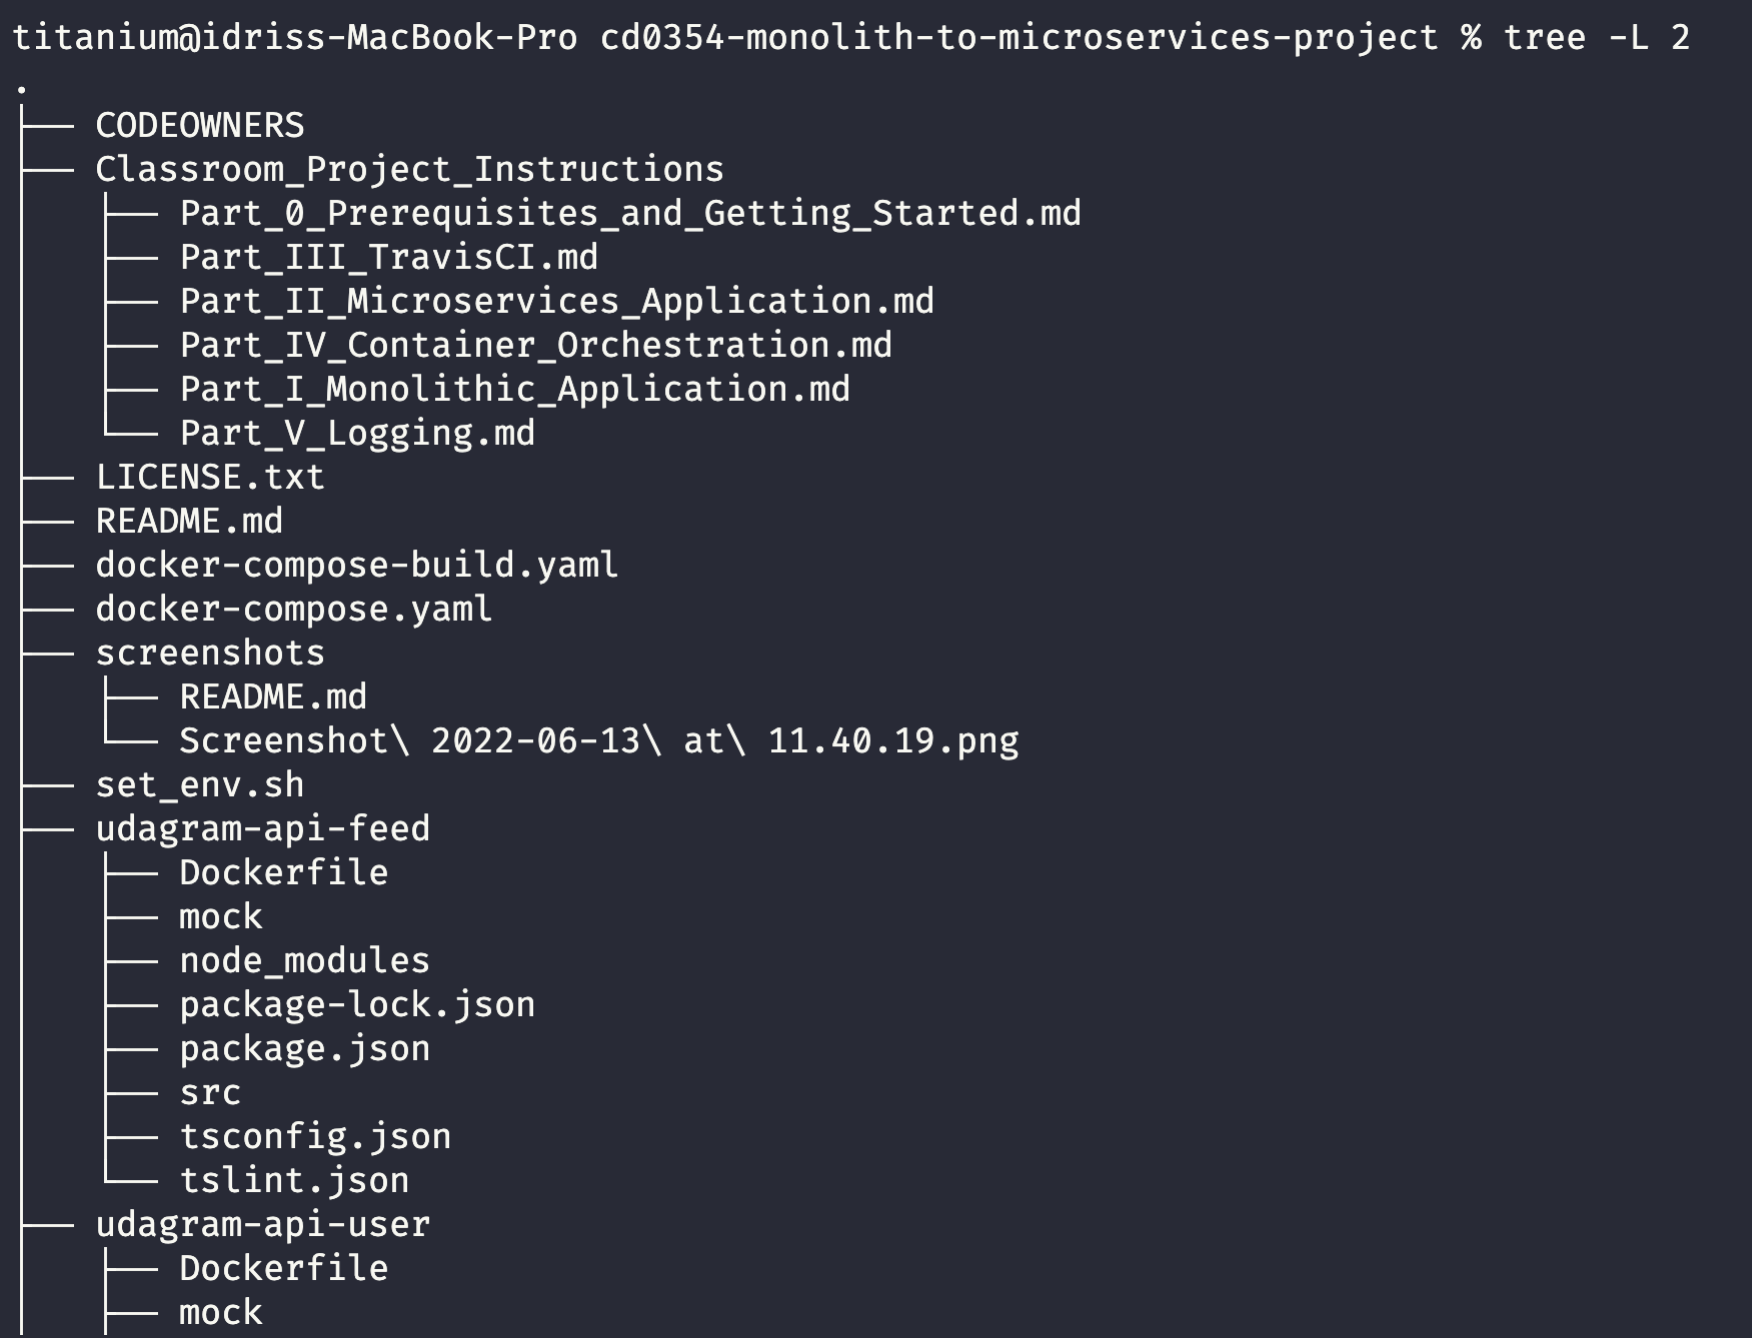 titanium@idriss-MacBook-Pro cd0354-monolith-to-microservices-project % tree -L 2
.
├── CODEOWNERS
├── Classroom_Project_Instructions
│   ├── Part_0_Prerequisites_and_Getting_Started.md
│   ├── Part_III_TravisCI.md
│   ├── Part_II_Microservices_Application.md
│   ├── Part_IV_Container_Orchestration.md
│   ├── Part_I_Monolithic_Application.md
│   └── Part_V_Logging.md
├── LICENSE.txt
├── README.md
├── docker-compose-build.yaml
├── docker-compose.yaml
├── screenshots
│   ├── README.md
│   └── Screenshot\ 2022-06-13\ at\ 11.40.19.png
├── set_env.sh
├── udagram-api-feed
│   ├── Dockerfile
│   ├── mock
│   ├── node_modules
│   ├── package-lock.json
│   ├── package.json
│   ├── src
│   ├── tsconfig.json
│   └── tslint.json
├── udagram-api-user
│   ├── Dockerfile
│   ├── mock